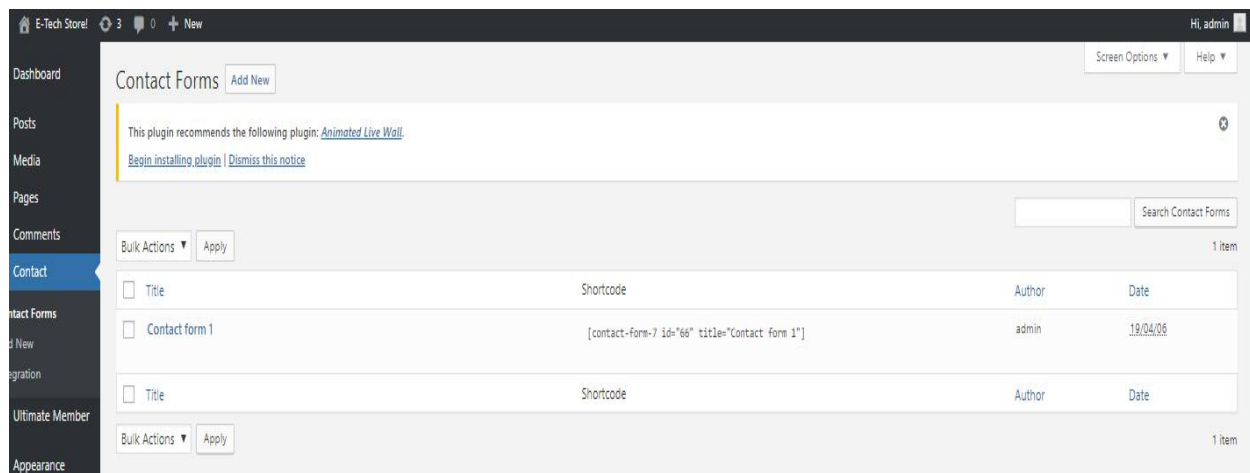 E-Tech Store! 3 0 + New Hi, admin
Screen Options ▼ Help ▼
Dashboard
Posts
Media
Pages
Comments
Contact
ntact Forms
d New
egration
Ultimate Member
Appearance
Contact Forms Add New
This plugin recommends the following plugin: Animated Live Wall.
Begin installing plugin | Dismiss this notice
Search Contact Forms
Bulk Actions ▼ Apply 1 item
Title Shortcode Author Date
Contact form 1 [contact-form-7 id="66" title="Contact form 1"] admin 19/04/06
Title Shortcode Author Date
Bulk Actions ▼ Apply 1 item